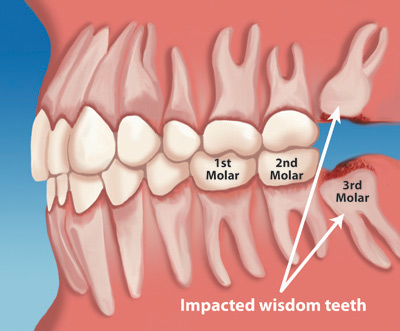 1st
Molar
2nd
Molar
3rd
Molar
Impacted wisdom teeth